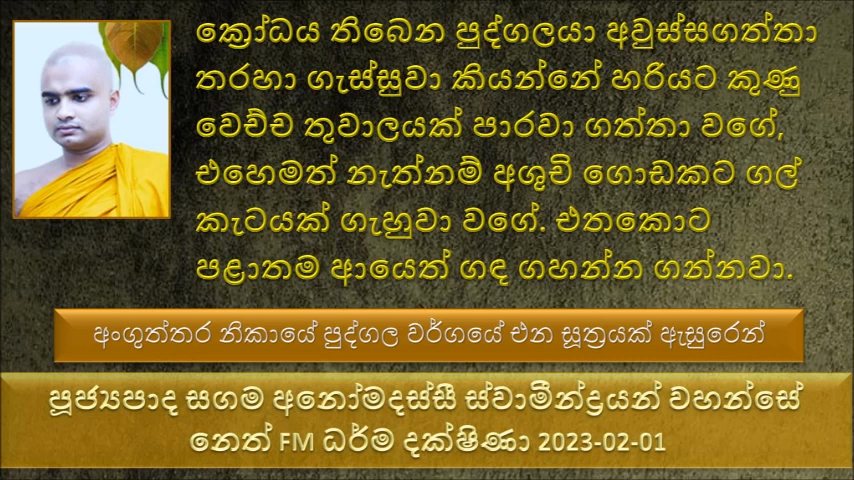 ක්‍රෝධය තිබෙන පුද්ගලයා අවුස්සගත්තා
තරහා ගැස්සුවා කියන්නේ හරියට කුණු
වෙච්ච තුවාලයක් පාරවා ගත්තා වගේ,
එහෙමත් නැත්නම් අශුචි ගොඩකට ගල්
කැටයක් ගැහුවා වගේ. එතකොට
පළාතම ආයෙත් ගඳ ගහන්න ගන්නවා.
අංගුත්තර නිකායේ පුද්ගල වර්ගයේ එන සූත්‍රයක් ඇසුරෙන්
පූජ්‍යපාද සගම අනෝමදස්සී ස්වාමීන්ද්‍රයන් වහන්සේ
නෙත් FM ධර්ම දක්ෂිණා 2023-02-01